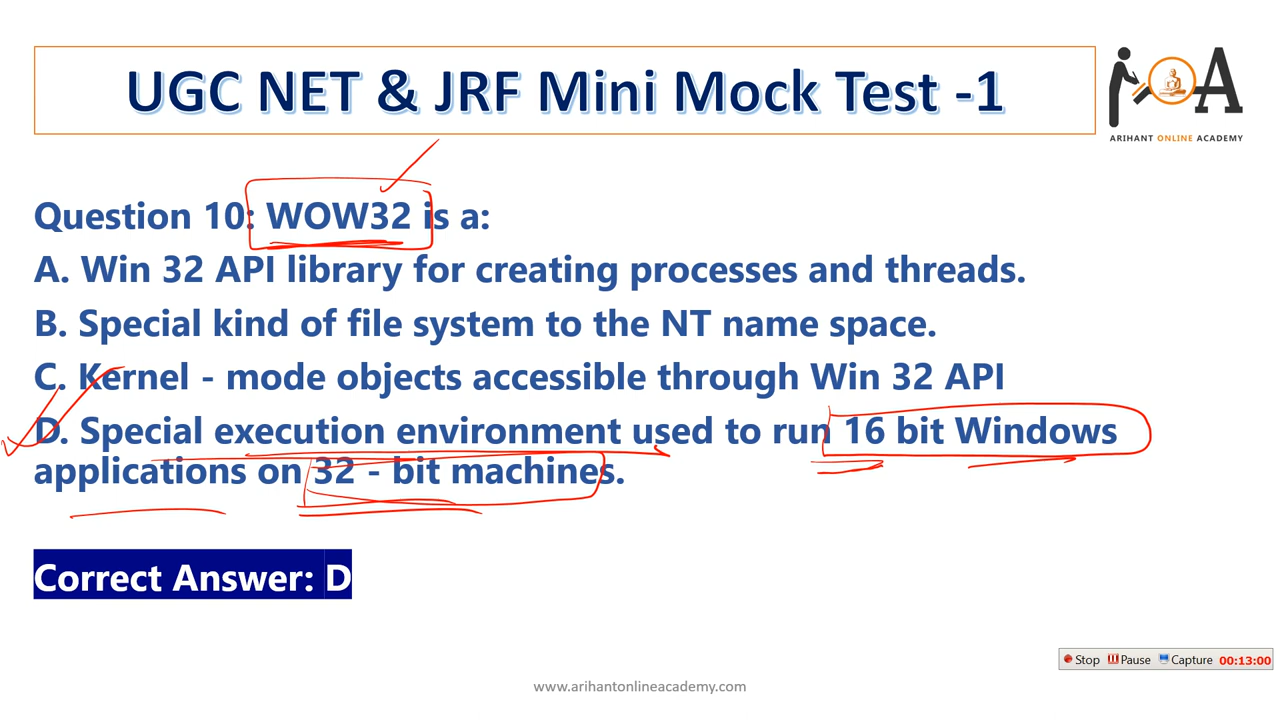 UGC NET & JRF Mini Mock Test -1
ARIHANT ONLINE ACADEMY
Question 10: WOW32 is a:
A. Win 32 API library for creating processes and threads.
B. Special kind of file system to the NT name space.
C. Kernel - mode objects accessible through Win 32 API
D. Special execution environment used to run 16 bit Windows
applications on 32 - bit machines.
Correct Answer: D
Stop Pause Capture 00:13:00
www.arihantonlineacademy.com